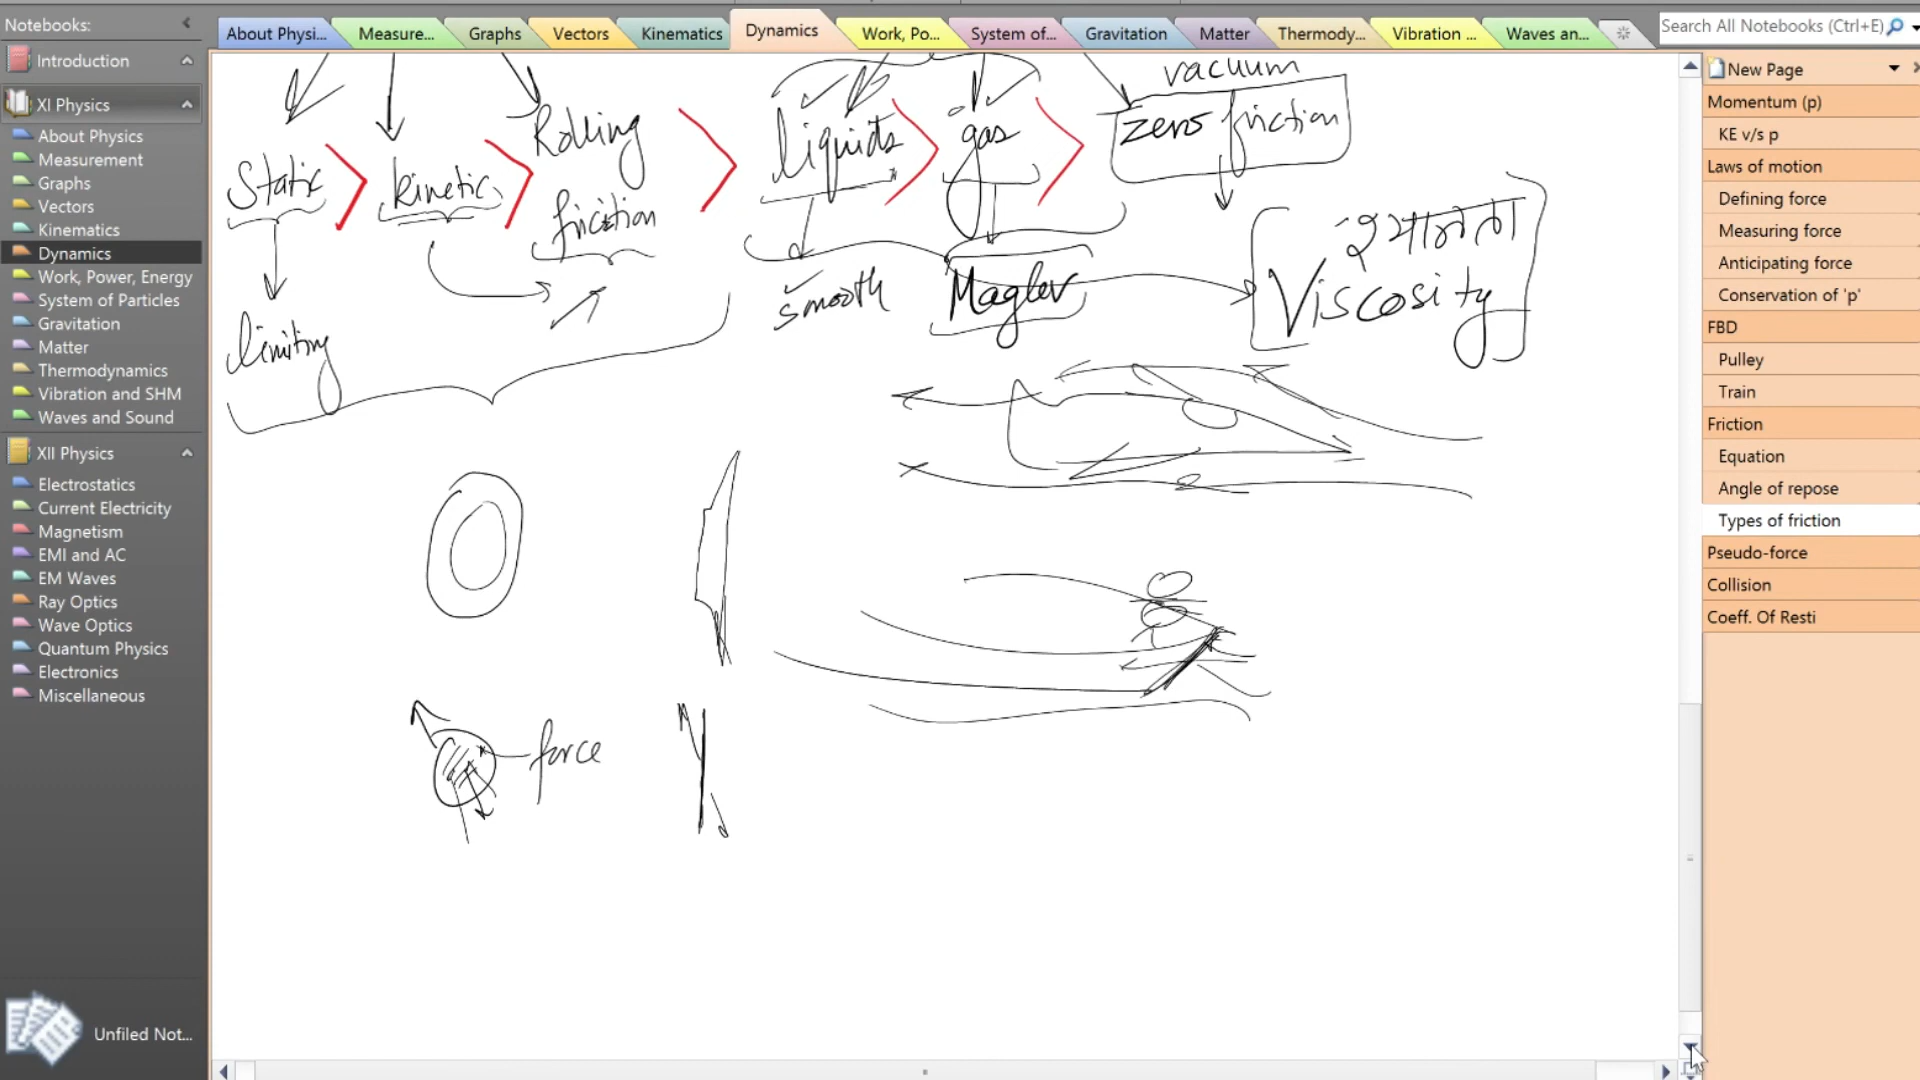 Notebooks:
Introduction
XI Physics
About Physics
Measurement
Graphs
Vectors
Kinematics
Dynamics
Work, Power, Energy
System of Particles
Gravitation
Matter
Thermodynamics
Vibration and SHM
Waves and Sound
XII Physics
Electrostatics
Current Electricity
Magnetism
EMI and AC
EM Waves
Ray Optics
Wave Optics
Quantum Physics
Electronics
Miscellaneous
Unfiled Not...
About Physi...
Measure...
Graphs
Vectors
Kinematics
Dynamics
Work, Po...
System of...
Gravitation
Matter
Thermody...
Vibration ...
Waves an...
Search All Notebooks (Ctrl+E)
vacuum
Static > kinetic > Rolling friction > liquids > gas > zero friction
limiting
smooth
Maglev
श्यानता
Viscosity
force
New Page
Momentum (p)
KE v/s p
Laws of motion
Defining force
Measuring force
Anticipating force
Conservation of 'p'
FBD
Pulley
Train
Friction
Equation
Angle of repose
Types of friction
Pseudo-force
Collision
Coeff. Of Resti